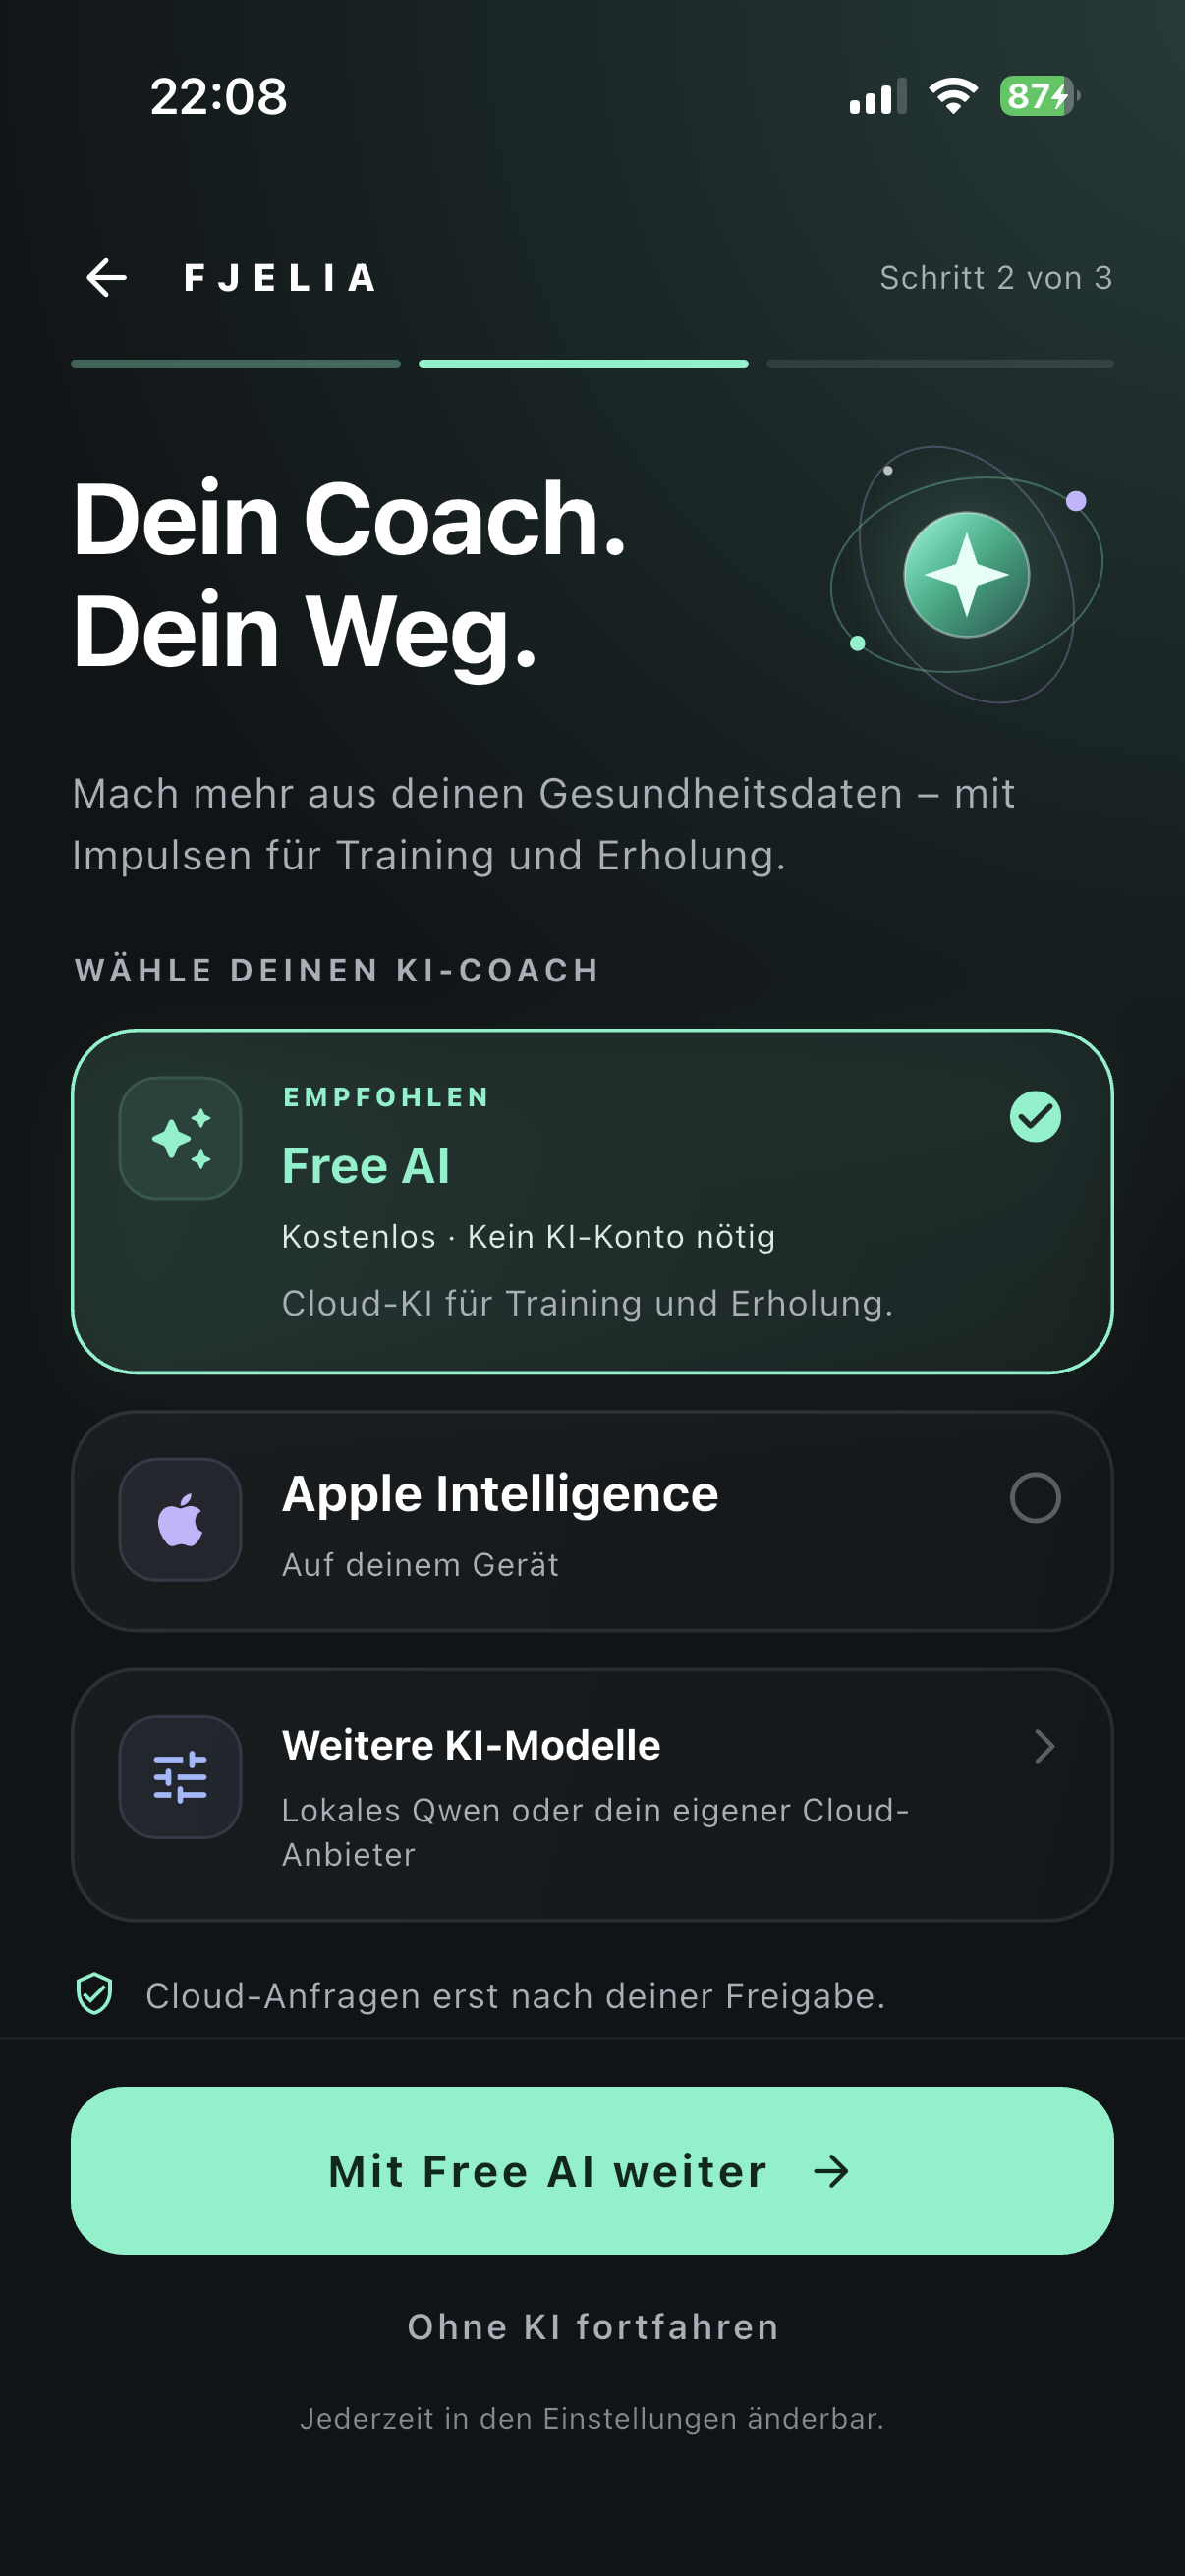 22:08
87
FJELIA
Schritt 2 von 3
Dein Coach.
Dein Weg.
Mach mehr aus deinen Gesundheitsdaten – mit
Impulsen für Training und Erholung.
WÄHLE DEINEN KI-COACH
EMPFOHLEN
Free AI
Kostenlos · Kein KI-Konto nötig
Cloud-KI für Training und Erholung.
Apple Intelligence
Auf deinem Gerät
Weitere KI-Modelle
Lokales Qwen oder dein eigener Cloud-
Anbieter
Cloud-Anfragen erst nach deiner Freigabe.
Mit Free AI weiter
Ohne KI fortfahren
Jederzeit in den Einstellungen änderbar.